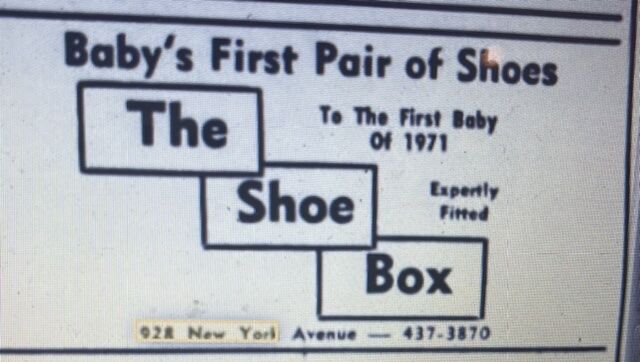 Baby's First Pair of Shoes
The
To The First Baby
Of 1971
Shoe
Expertly
Fitted
Box
928 New York Avenue — 437-3870